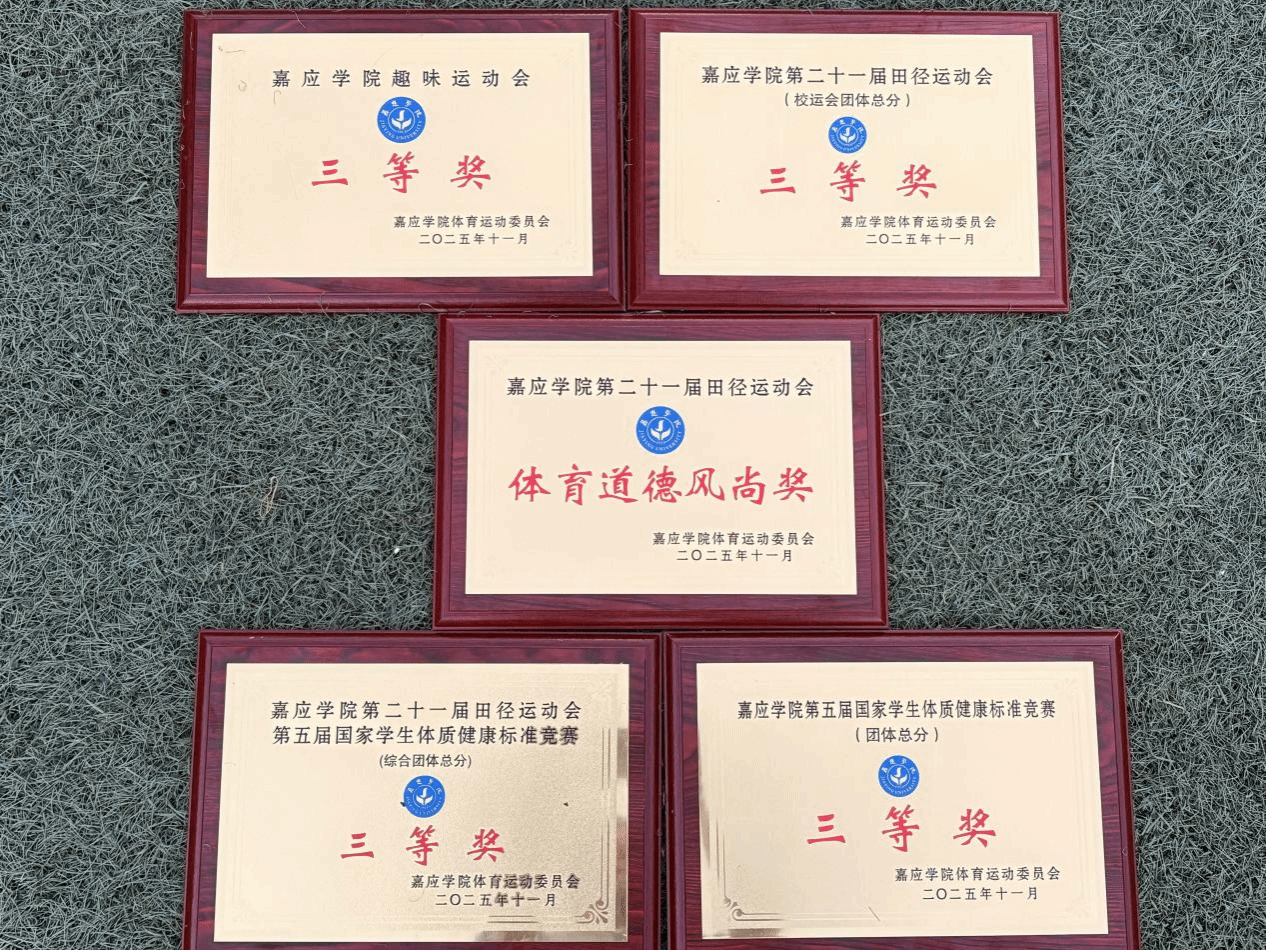 嘉应学院趣味运动会
三等奖
嘉应学院体育运动委员会
二〇二五年十一月
嘉应学院第二十一届田径运动会
(校运会团体总分)
三等奖
嘉应学院体育运动委员会
二〇二五年十一月
嘉应学院第二十一届田径运动会
JIAYING UNIVERSITY
体育道德风尚奖
嘉应学院体育运动委员会
二〇二五年十一月
嘉应学院第二十一届田径运动会
第五届国家学生体质健康标准竞赛
(综合团体总分)
三等奖
嘉应学院体育运动委员会
二〇二五年十一月
嘉应学院第五届国家学生体质健康标准竞赛
(团体总分)
三等奖
嘉应学院体育运动委员会
二〇二五年十一月